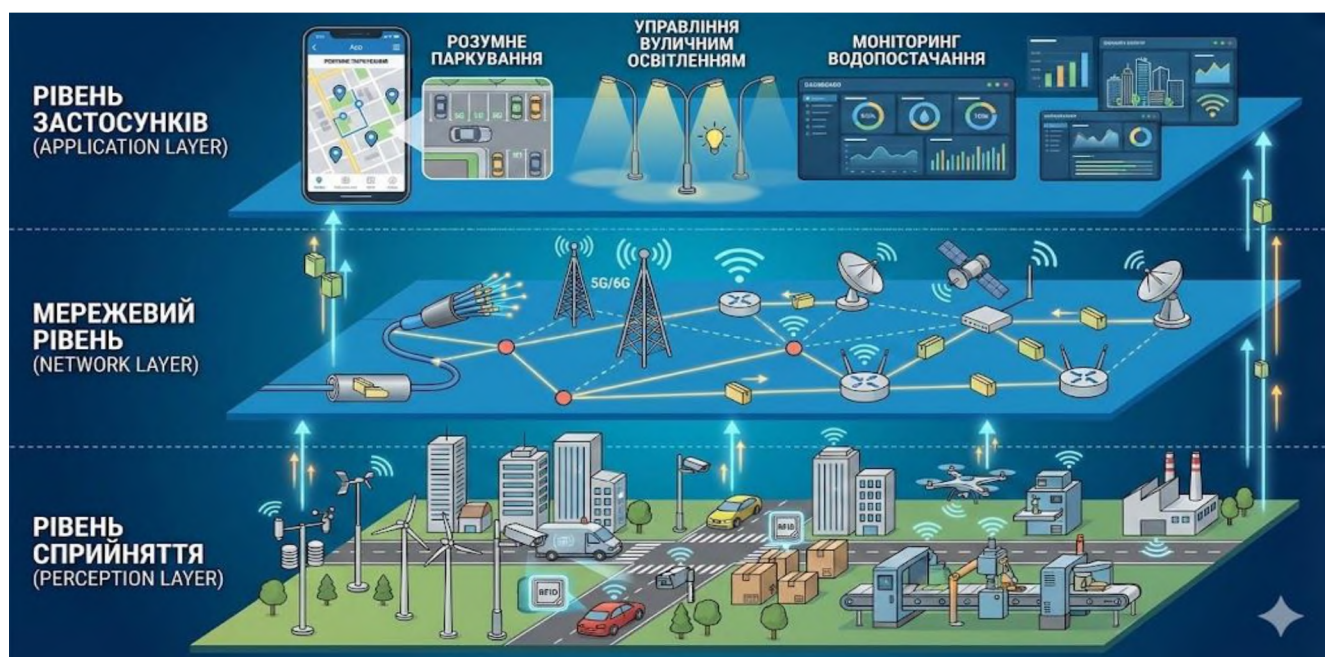 РІВЕНЬ
ЗАСТОСУНКІВ
(APPLICATION LAYER)
App
РОЗУМНЕ
ПАРКУВАННЯ
УПРАВЛІННЯ
ВУЛИЧНИМ
ОСВІТЛЕННЯМ
МОНІТОРИНГ
ВОДОПОСТАЧАННЯ
DASHBOARD
МЕРЕЖЕВИЙ
РІВЕНЬ
(NETWORK LAYER)
5G/6G
РІВЕНЬ
СПРИЙНЯТТЯ
(PERCEPTION LAYER)
RFID
RFID